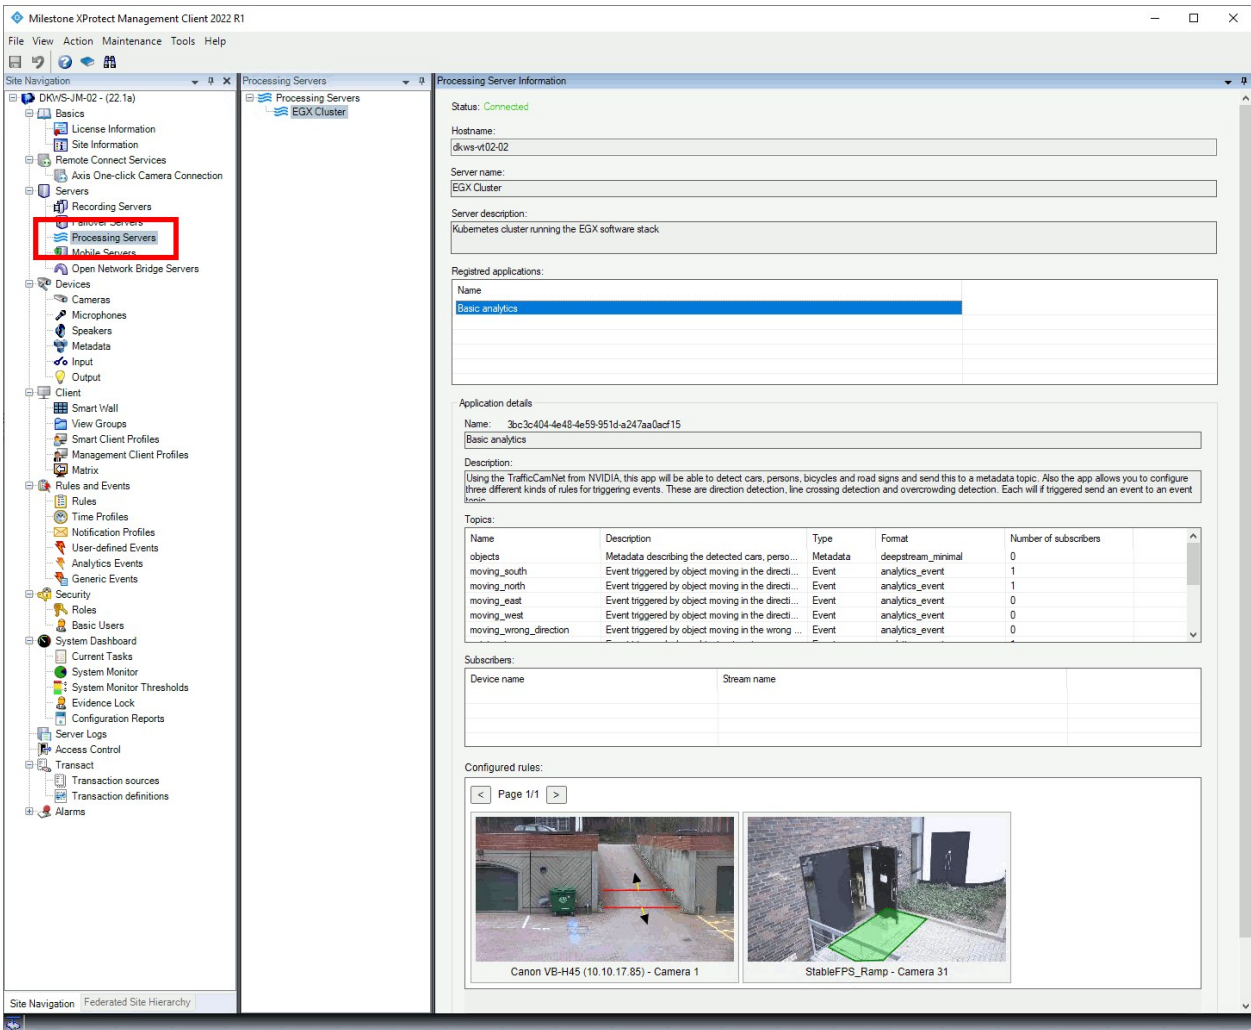 Milestone XProtect Management Client 2022 R1
File View Action Maintenance Tools Help
Site Navigation
DKWS-JM-02 - (22.1a)
Basics
License Information
Site Information
Remote Connect Services
Axis One-click Camera Connection
Servers
Recording Servers
Failover Servers
Processing Servers
Mobile Servers
Open Network Bridge Servers
Devices
Cameras
Microphones
Speakers
Metadata
Input
Output
Client
Smart Wall
View Groups
Smart Client Profiles
Management Client Profiles
Matrix
Rules and Events
Rules
Time Profiles
Notification Profiles
User-defined Events
Analytics Events
Generic Events
Security
Roles
Basic Users
System Dashboard
Current Tasks
System Monitor
System Monitor Thresholds
Evidence Lock
Configuration Reports
Server Logs
Access Control
Transact
Transaction sources
Transaction definitions
Alarms
Site Navigation Federated Site Hierarchy
Processing Servers
Processing Servers
EGX Cluster
Processing Server Information
Status: Connected
Hostname:
dkws-vt02-02
Server name:
EGX Cluster
Server description:
Kubernetes cluster running the EGX software stack
Registred applications:
Name
Basic analytics
Application details
Name: 3bc3c404-4e48-4e59-951d-a247aa0acf15
Basic analytics
Description:
Using the TrafficCamNet from NVIDIA, this app will be able to detect cars, persons, bicycles and road signs and send this to a metadata topic. Also the app allows you to configure
three different kinds of rules for triggering events. These are direction detection, line crossing detection and overcrowding detection. Each will if triggered send an event to an event
topic.
Topics:
Name Description Type Format Number of subscribers
objects Metadata describing the detected cars, perso... Metadata deepstream_minimal 0
moving_south Event triggered by object moving in the directi... Event analytics_event 1
moving_north Event triggered by object moving in the directi... Event analytics_event 1
moving_east Event triggered by object moving in the directi... Event analytics_event 0
moving_west Event triggered by object moving in the directi... Event analytics_event 0
moving_wrong_direction Event triggered by object moving in the wrong ... Event analytics_event 0
Subscribers:
Device name Stream name
Configured rules:
< Page 1/1 >
Canon VB-H45 (10.10.17.85) - Camera 1
StableFPS_Ramp - Camera 31